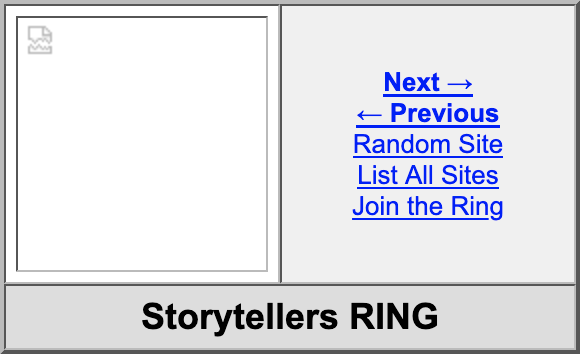 Next →
← Previous
Random Site
List All Sites
Join the Ring
Storytellers RING